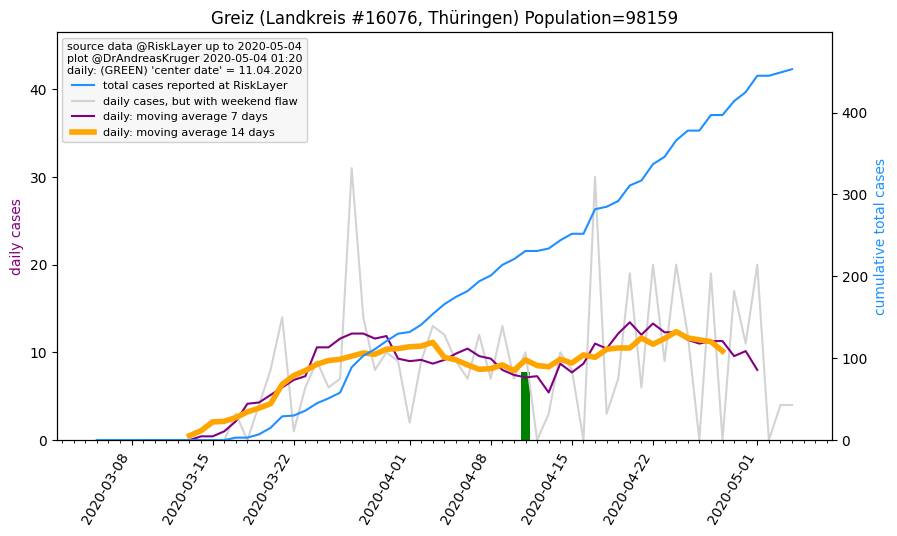 Greiz (Landkreis #16076, Thüringen) Population=98159
source data @RiskLayer up to 2020-05-04
plot @DrAndreasKruger 2020-05-04 01:20
daily: (GREEN) 'center date' = 11.04.2020
total cases reported at RiskLayer
daily cases, but with weekend flaw
daily: moving average 7 days
daily: moving average 14 days
daily cases
40
30
20
10
0
cumulative total cases
400
300
200
100
0
2020-03-08
2020-03-15
2020-03-22
2020-04-01
2020-04-08
2020-04-15
2020-04-22
2020-05-01